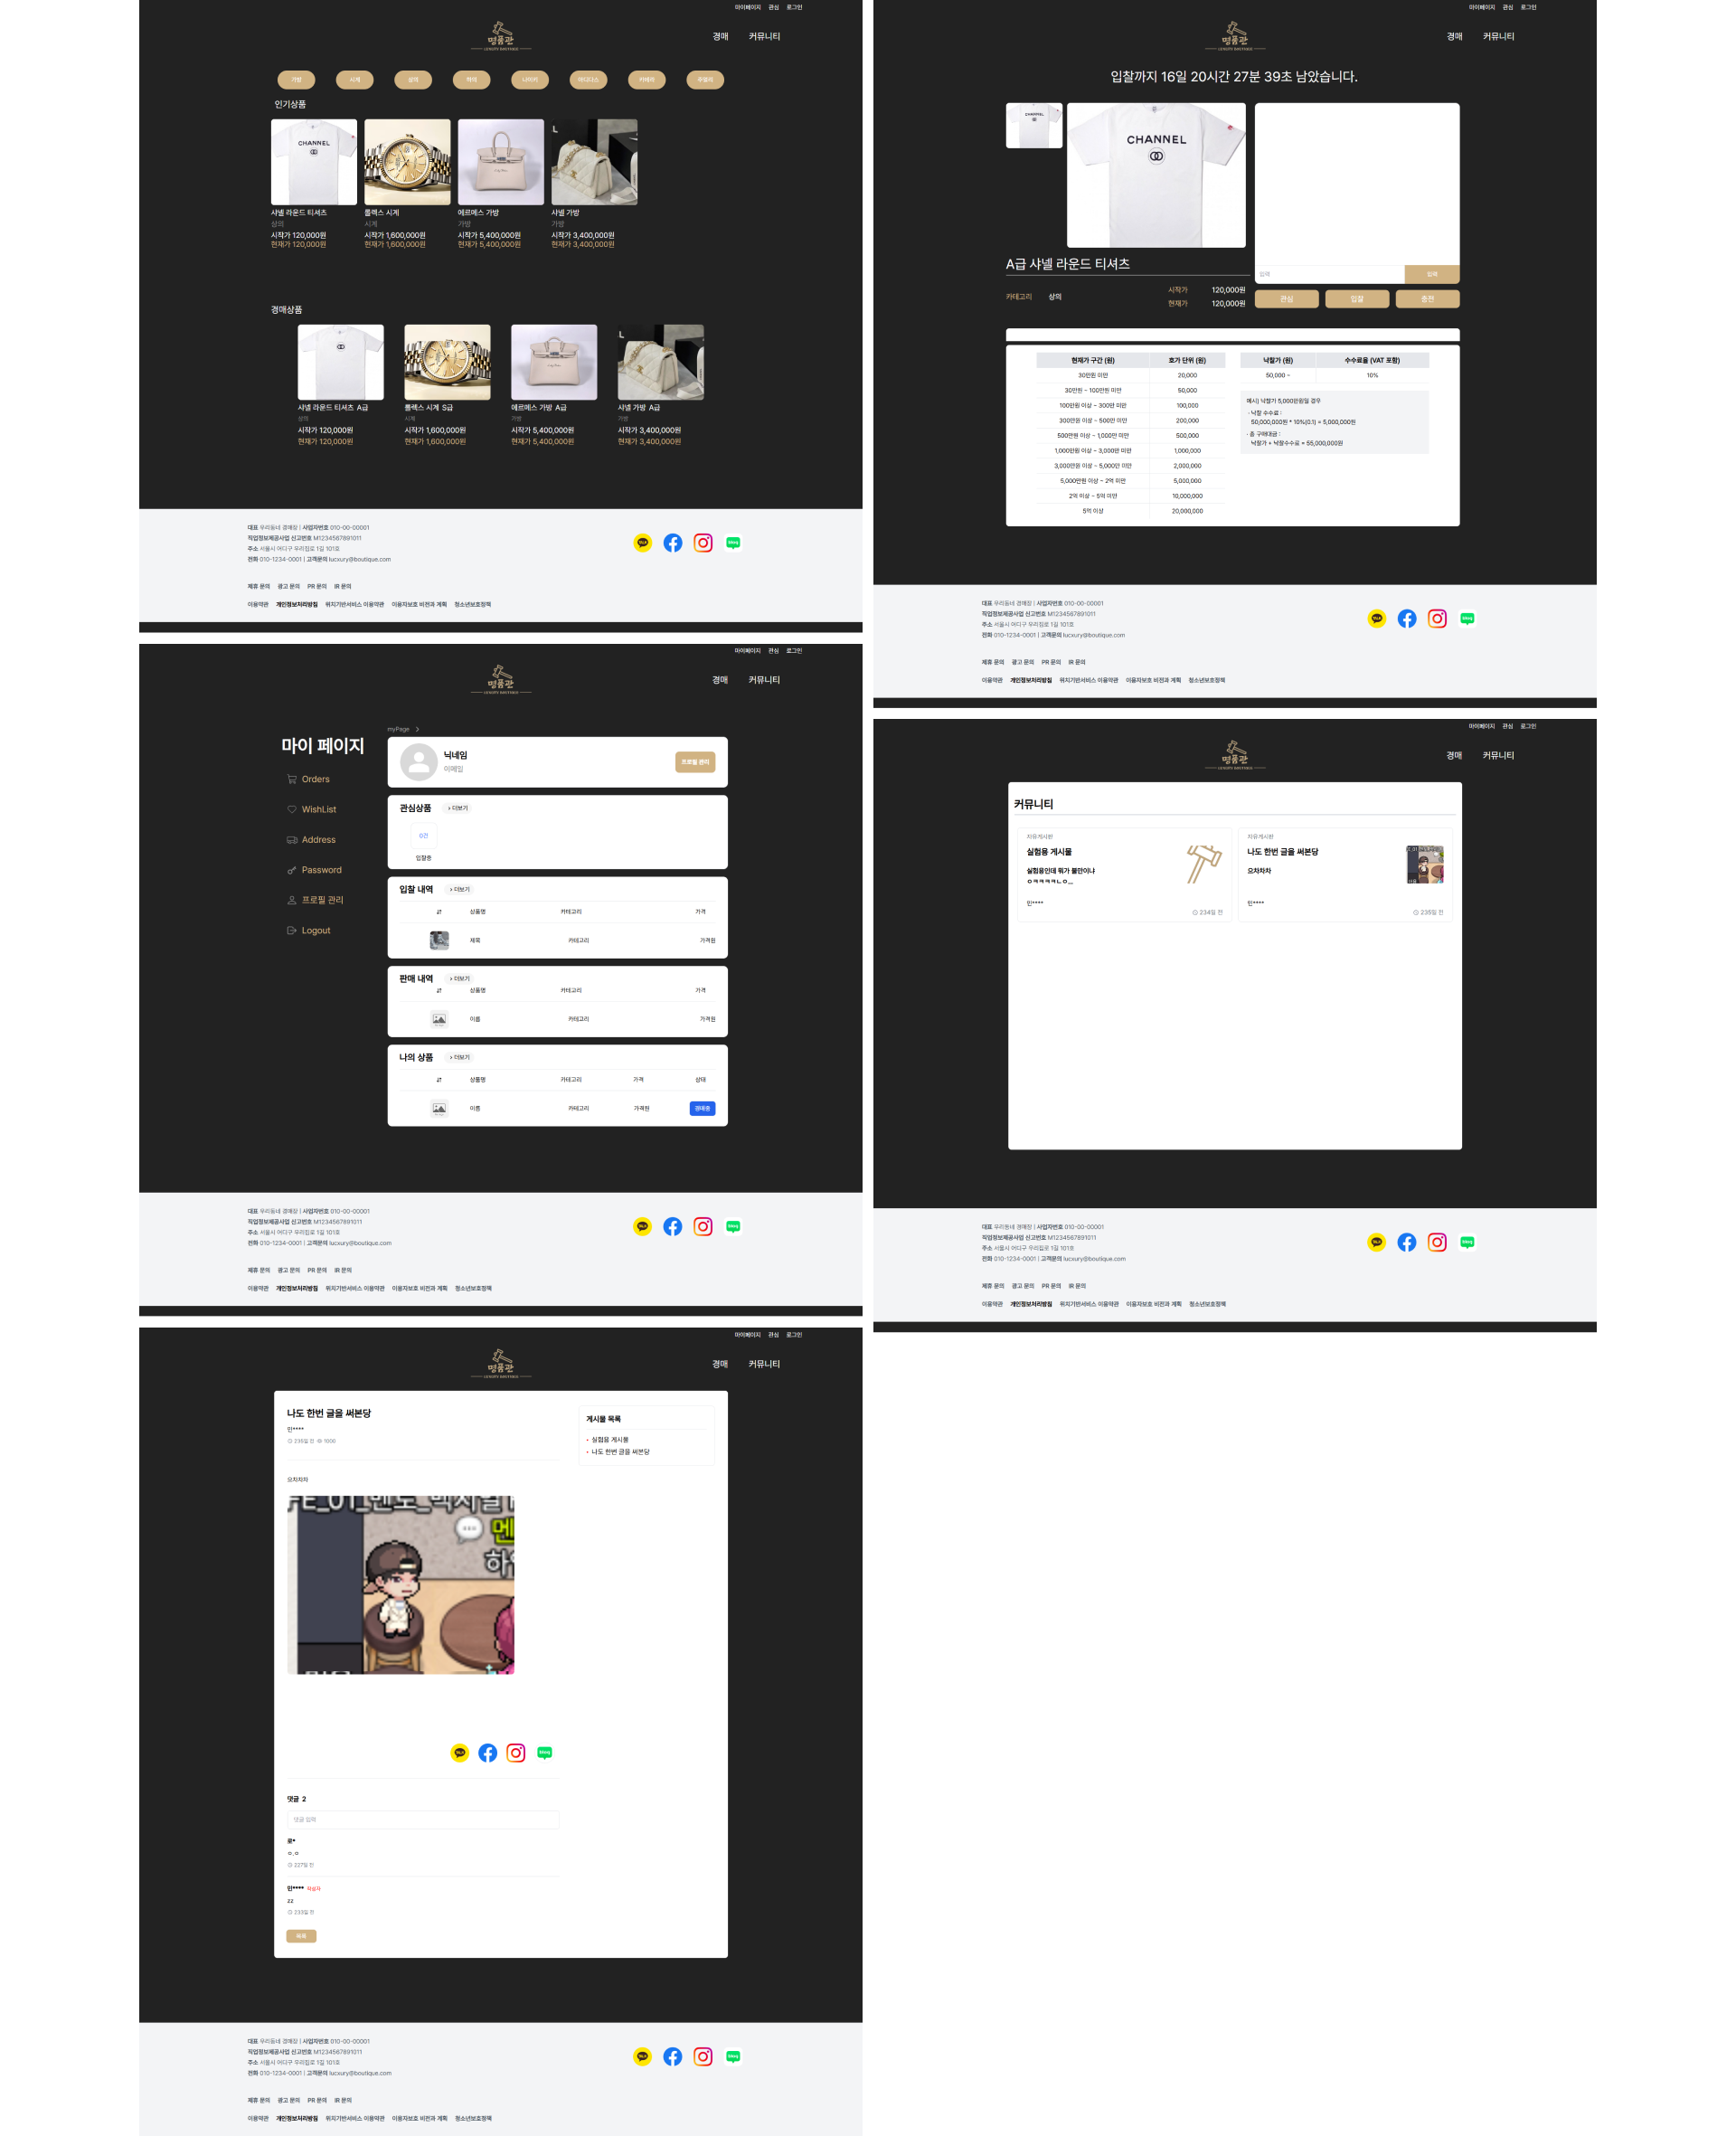 마이페이지 관심 로그인
명품관
LUXURY BOUTIQUE
경매 커뮤니티
가방 시계 상의 하의 나이키 아디다스 카메라 주얼리
인기상품
CHANNEL
L
샤넬 라운드 티셔츠 롤렉스 시계 에르메스 가방 샤넬 가방
상의 시계 가방 가방
시작가 120,000원 시작가 1,600,000원 시작가 5,400,000원 시작가 3,400,000원
현재가 120,000원 현재가 1,600,000원 현재가 5,400,000원 현재가 3,400,000원
경매상품
L
샤넬 라운드 티셔츠 A급 롤렉스 시계 S급 에르메스 가방 A급 샤넬 가방 A급
상의 시계 가방 가방
시작가 120,000원 시작가 1,600,000원 시작가 5,400,000원 시작가 3,400,000원
현재가 120,000원 현재가 1,600,000원 현재가 5,400,000원 현재가 3,400,000원
대표 우리동네 경매장 | 사업자번호 010-00-00001
직업정보제공사업 신고번호 M1234567891011
주소 서울시 어디구 우리집로 1길 101호
전화 010-1234-0001 | 고객문의 lucxury@boutique.com
TALK
blog
제휴 문의 광고 문의 PR 문의 IR 문의
이용약관 개인정보처리방침 위치기반서비스 이용약관 이용자보호 비전과 계획 청소년보호정책
마이페이지 관심 로그인
명품관
LUXURY BOUTIQUE
경매 커뮤니티
입찰까지 16일 20시간 27분 39초 남았습니다.
CHANNEL
CHANNEL
입력
입력
A급 샤넬 라운드 티셔츠
카테고리 상의
시작가 120,000원
현재가 120,000원
관심 입찰 충전
현재가 구간 (원) 호가 단위 (원)
30만원 미만 20,000
30만원 ~ 100만원 미만 50,000
100만원 이상 ~ 300만 미만 100,000
300만원 이상 ~ 500만 미만 200,000
500만원 이상 ~ 1,000만 미만 500,000
1,000만원 이상 ~ 3,000만 미만 1,000,000
3,000만원 이상 ~ 5,000만 미만 2,000,000
5,000만원 이상 ~ 2억 미만 5,000,000
2억 이상 ~ 5억 미만 10,000,000
5억 이상 20,000,000
낙찰가 (원) 수수료율 (VAT 포함)
50,000 ~ 10%
예시) 낙찰가 5,000만원일 경우
- 낙찰 수수료 :
50,000,000원 * 10%(0.1) = 5,000,000원
- 총 구매대금 :
낙찰가 + 낙찰수수료 = 55,000,000원
대표 우리동네 경매장 | 사업자번호 010-00-00001
직업정보제공사업 신고번호 M1234567891011
주소 서울시 어디구 우리집로 1길 101호
전화 010-1234-0001 | 고객문의 lucxury@boutique.com
TALK
blog
제휴 문의 광고 문의 PR 문의 IR 문의
이용약관 개인정보처리방침 위치기반서비스 이용약관 이용자보호 비전과 계획 청소년보호정책
마이페이지 관심 로그인
명품관
LUXURY BOUTIQUE
경매 커뮤니티
마이 페이지
Orders
WishList
Address
Password
프로필 관리
Logout
myPage >
닉네임
이메일
프로필 관리
관심상품 > 더보기
0건
입찰중
입찰 내역 > 더보기
상품명 카테고리 가격
제목 카테고리 가격원
판매 내역 > 더보기
상품명 카테고리 가격
이름 카테고리 가격원
나의 상품 > 더보기
상품명 카테고리 가격 상태
이름 카테고리 가격원 경매중
대표 우리동네 경매장 | 사업자번호 010-00-00001
직업정보제공사업 신고번호 M1234567891011
주소 서울시 어디구 우리집로 1길 101호
전화 010-1234-0001 | 고객문의 lucxury@boutique.com
TALK
blog
제휴 문의 광고 문의 PR 문의 IR 문의
이용약관 개인정보처리방침 위치기반서비스 이용약관 이용자보호 비전과 계획 청소년보호정책
마이페이지 관심 로그인
명품관
LUXURY BOUTIQUE
경매 커뮤니티
커뮤니티
자유게시판
실험용 게시물
실험용인데 뭐가 불만이냐
ㅇㅋㅋㅋㅋㄴㅇ...
민****
234일 전
자유게시판
나도 한번 글을 써본당
으차차차
민****
235일 전
대표 우리동네 경매장 | 사업자번호 010-00-00001
직업정보제공사업 신고번호 M1234567891011
주소 서울시 어디구 우리집로 1길 101호
전화 010-1234-0001 | 고객문의 lucxury@boutique.com
TALK
blog
제휴 문의 광고 문의 PR 문의 IR 문의
이용약관 개인정보처리방침 위치기반서비스 이용약관 이용자보호 비전과 계획 청소년보호정책
마이페이지 관심 로그인
명품관
LUXURY BOUTIQUE
경매 커뮤니티
나도 한번 글을 써본당
민****
235일 전 1000
으차차차
게시물 목록
• 실험용 게시물
• 나도 한번 글을 써본당
TALK
blog
댓글 2
댓글 입력
로*
ㅇ.ㅇ
227일 전
민**** 작성자
zz
233일 전
목록
대표 우리동네 경매장 | 사업자번호 010-00-00001
직업정보제공사업 신고번호 M1234567891011
주소 서울시 어디구 우리집로 1길 101호
전화 010-1234-0001 | 고객문의 lucxury@boutique.com
TALK
blog
제휴 문의 광고 문의 PR 문의 IR 문의
이용약관 개인정보처리방침 위치기반서비스 이용약관 이용자보호 비전과 계획 청소년보호정책